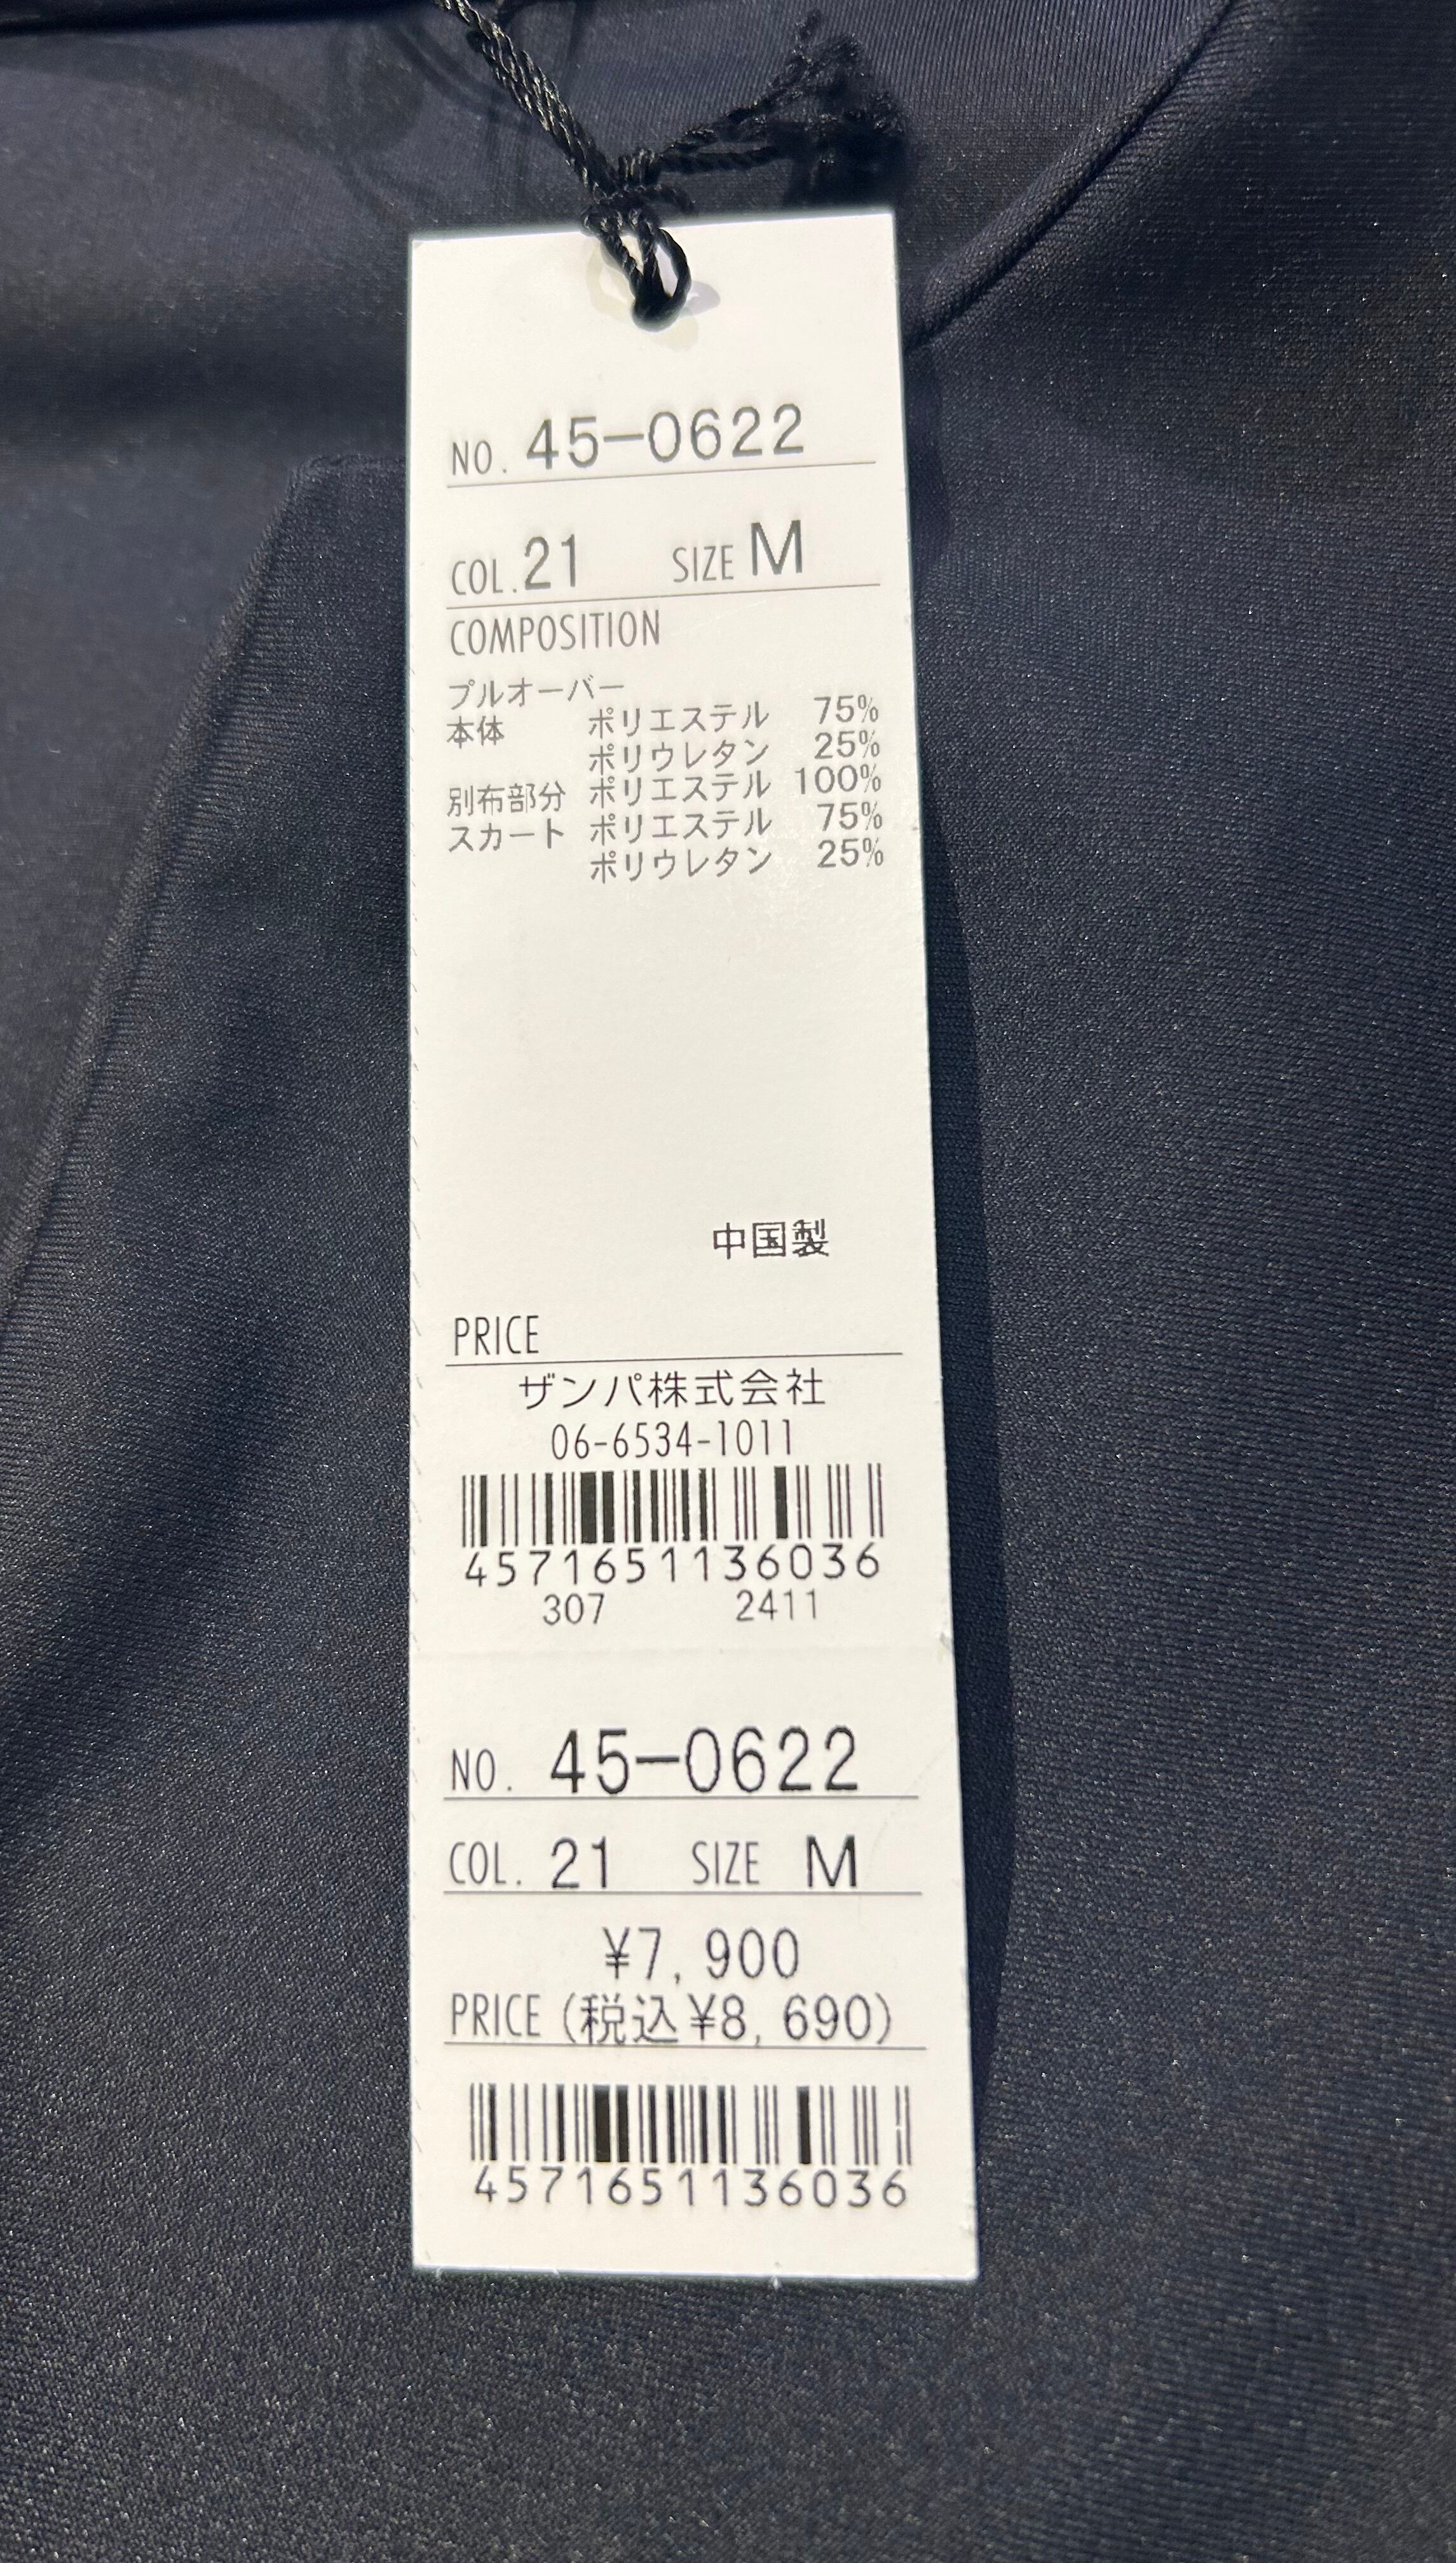 NO. 45-0622
COL. 21 SIZE M
COMPOSITION
プルオーバー
本体 ポリエステル 75%
ポリウレタン 25%
別布部分 ポリエステル 100%
スカート ポリエステル 75%
ポリウレタン 25%
中国製
PRICE
ザンパ株式会社
06-6534-1011
4571651136036
307 2411
NO. 45-0622
COL. 21 SIZE M
¥7,900
PRICE (税込¥8,690)
4571651136036